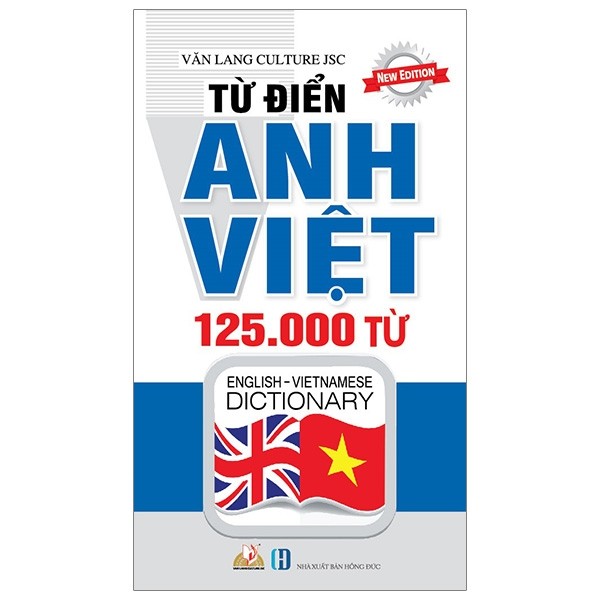 VĂN LANG CULTURE JSC
NEW EDITION
TỪ ĐIỂN
ANH
VIỆT
125.000 TỪ
ENGLISH – VIETNAMESE
DICTIONARY
NHÀ XUẤT BẢN HỒNG ĐỨC